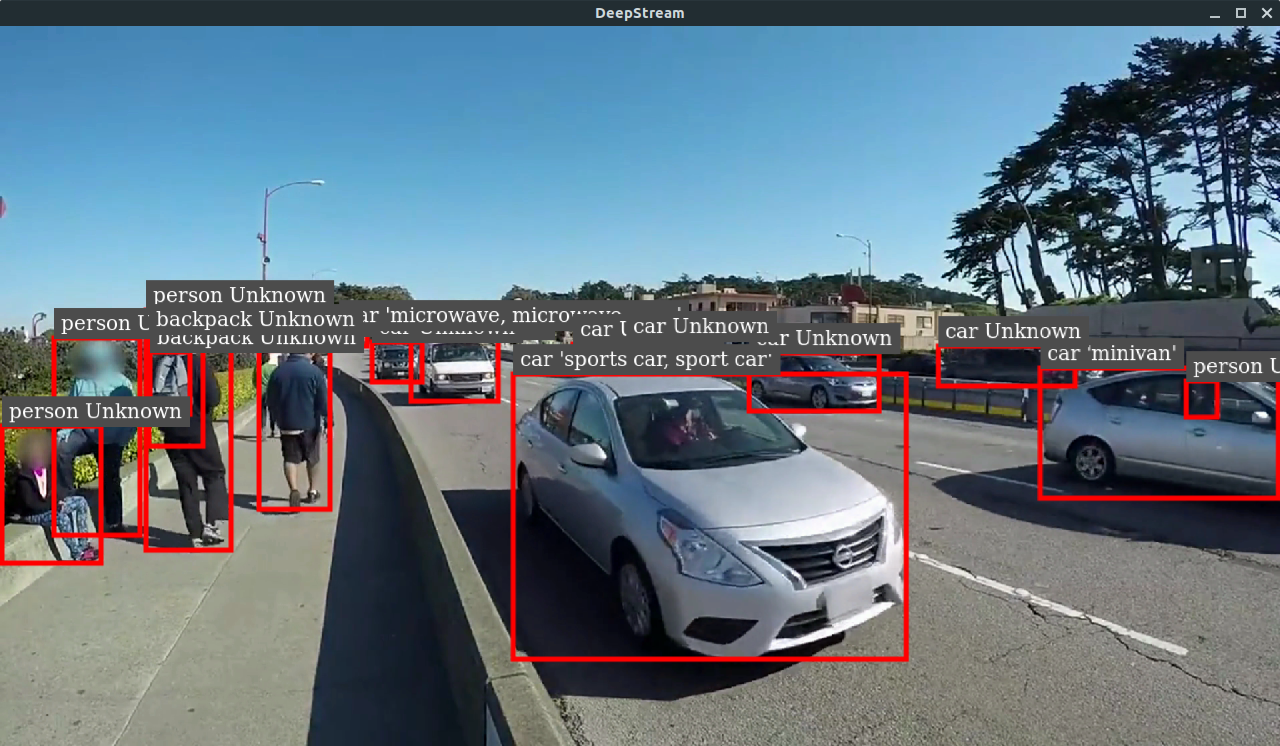 DeepStream
person Unknown
person U
backpack Unknown
backpack Unknown
ar 'microwave, microwave
car Unknown
car U
car Unknown
car Unknown
car 'sports car, sport car'
car Unknown
car 'minivan'
person U
person Unknown